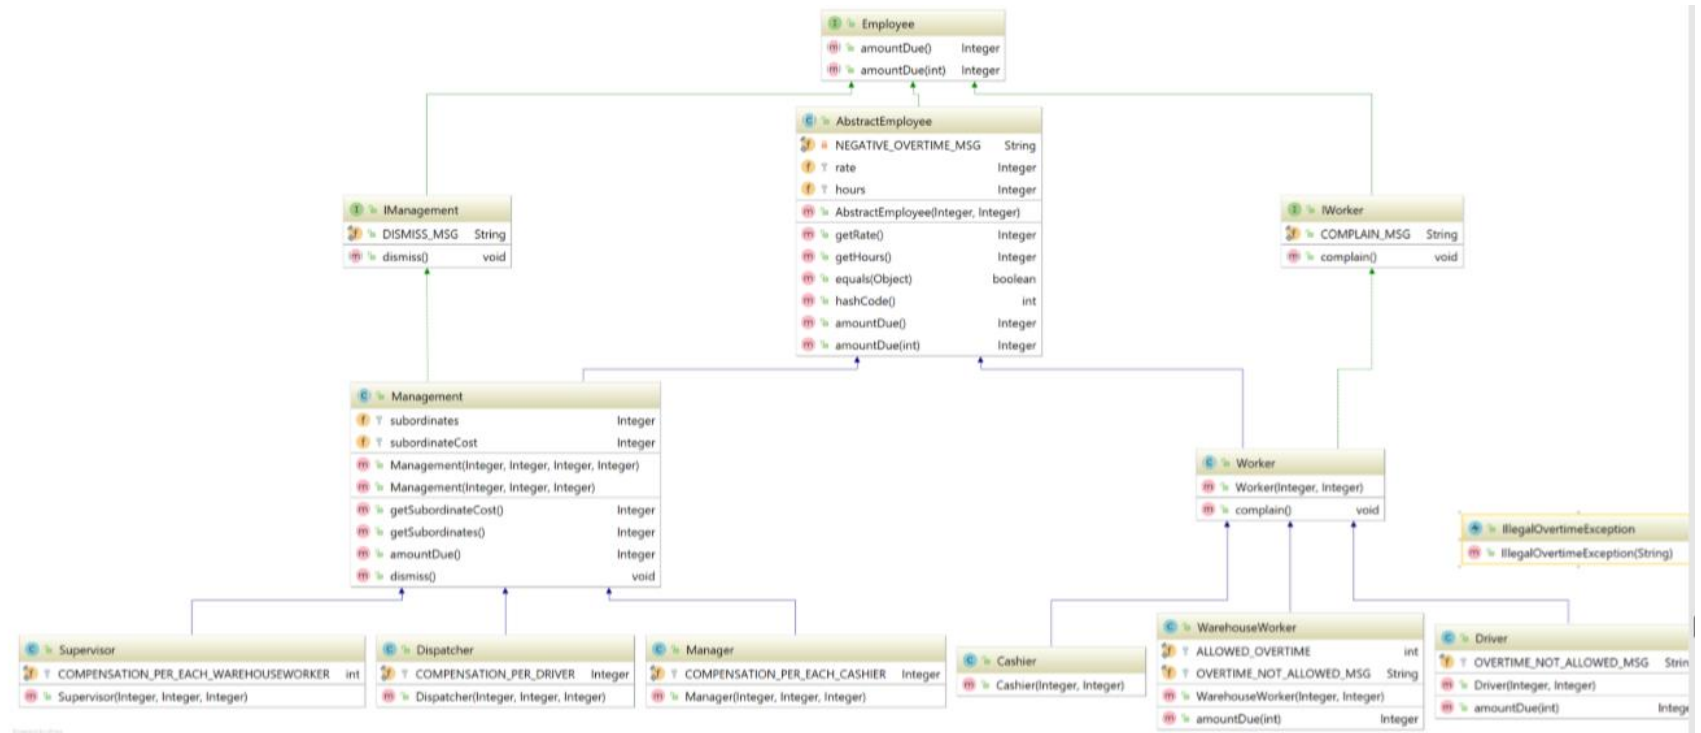 Employee
amountDue() Integer
amountDue(int) Integer
AbstractEmployee
NEGATIVE_OVERTIME_MSG String
rate Integer
hours Integer
AbstractEmployee(Integer, Integer)
getRate() Integer
getHours() Integer
equals(Object) boolean
hashCode() int
amountDue() Integer
amountDue(int) Integer
IManagement
DISMISS_MSG String
dismiss() void
IWorker
COMPLAIN_MSG String
complain() void
Management
subordinates Integer
subordinateCost Integer
Management(Integer, Integer, Integer, Integer)
Management(Integer, Integer, Integer)
getSubordinateCost() Integer
getSubordinates() Integer
amountDue() Integer
dismiss() void
Worker
Worker(Integer, Integer)
complain() void
IllegalOvertimeException
IllegalOvertimeException(String)
Supervisor
COMPENSATION_PER_EACH_WAREHOUSEWORKER int
Supervisor(Integer, Integer, Integer)
Dispatcher
COMPENSATION_PER_DRIVER Integer
Dispatcher(Integer, Integer, Integer)
Manager
COMPENSATION_PER_EACH_CASHIER Integer
Manager(Integer, Integer, Integer)
Cashier
Cashier(Integer, Integer)
WarehouseWorker
ALLOWED_OVERTIME int
OVERTIME_NOT_ALLOWED_MSG String
WarehouseWorker(Integer, Integer)
amountDue(int) Integer
Driver
OVERTIME_NOT_ALLOWED_MSG Strin
Driver(Integer, Integer)
amountDue(int) Intege